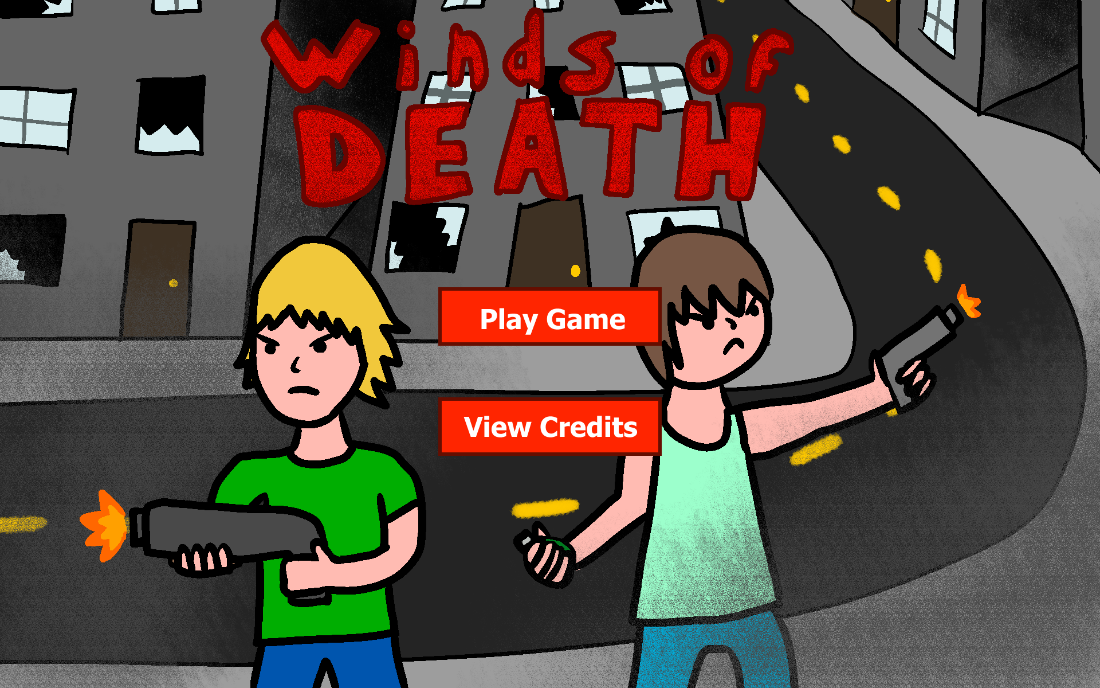 Winds of
DEATH
Play Game
View Credits